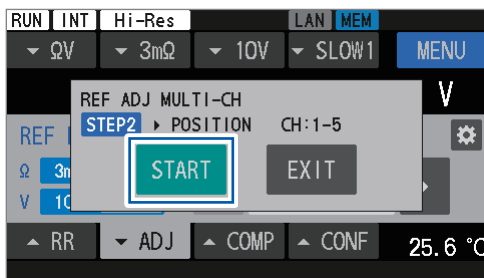 RUN INT Hi-Res LAN MEM
ΩV 3mΩ 10V SLOW1 MENU
V
REF ADJ MULTI-CH
STEP2 ▸ POSITION CH:1-5
REF
START EXIT
Ω 3m
V 10
RR ADJ COMP CONF 25.6 °C